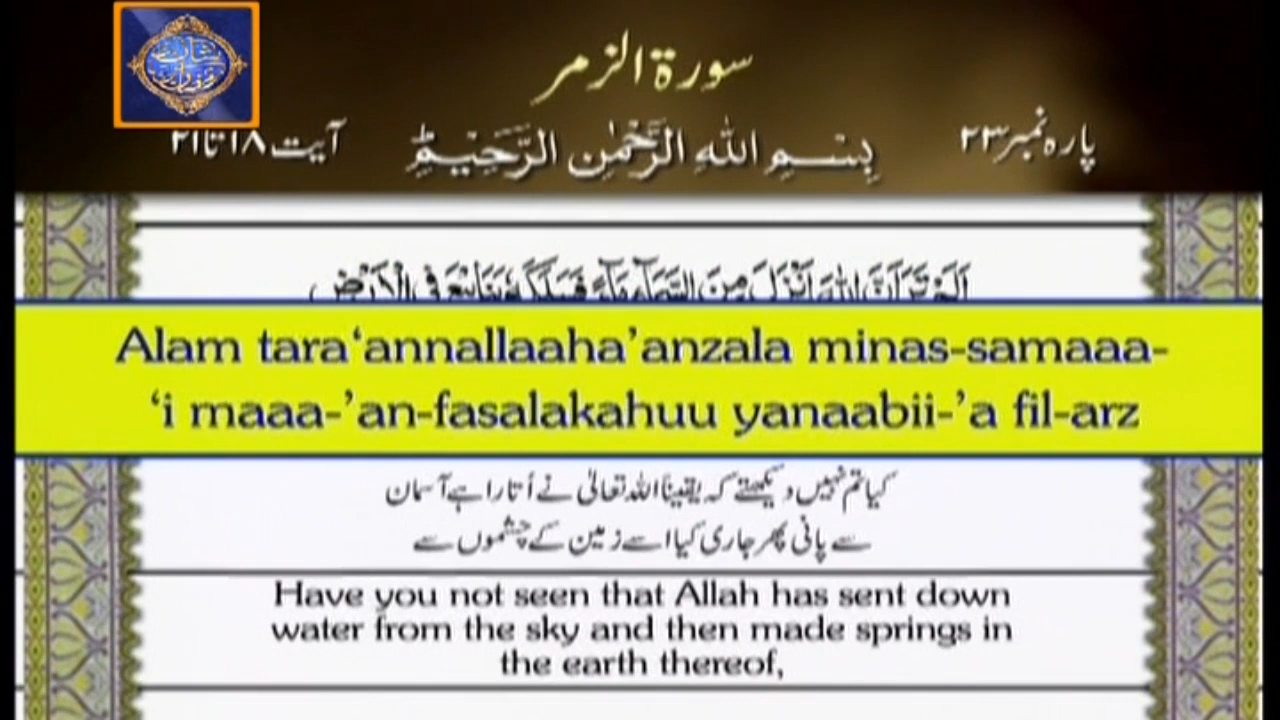 سورۃ الزمر
پارہ نمبر ۲۳ بِسْمِ اللهِ الرَّحْمٰنِ الرَّحِيْمِ آیت ۱۸ تا ۲۱
اَلَمْ تَرَ اَنَّ اللهَ اَنْزَلَ مِنَ السَّمَآءِ مَآءً فَسَلَكَهٗ يَنَابِيْعَ فِى الْاَرْضِ
Alam tara‘annallaaha’anzala minas-samaaa-
‘i maaa-’an-fasalakahuu yanaabii-’a fil-arz
کیا تم نہیں دیکھتے کہ یقیناً اللہ تعالیٰ نے اُتارا ہے آسمان
سے پانی پھر جاری کیا اسے زمین کے چشموں سے
Have you not seen that Allah has sent down
water from the sky and then made springs in
the earth thereof,